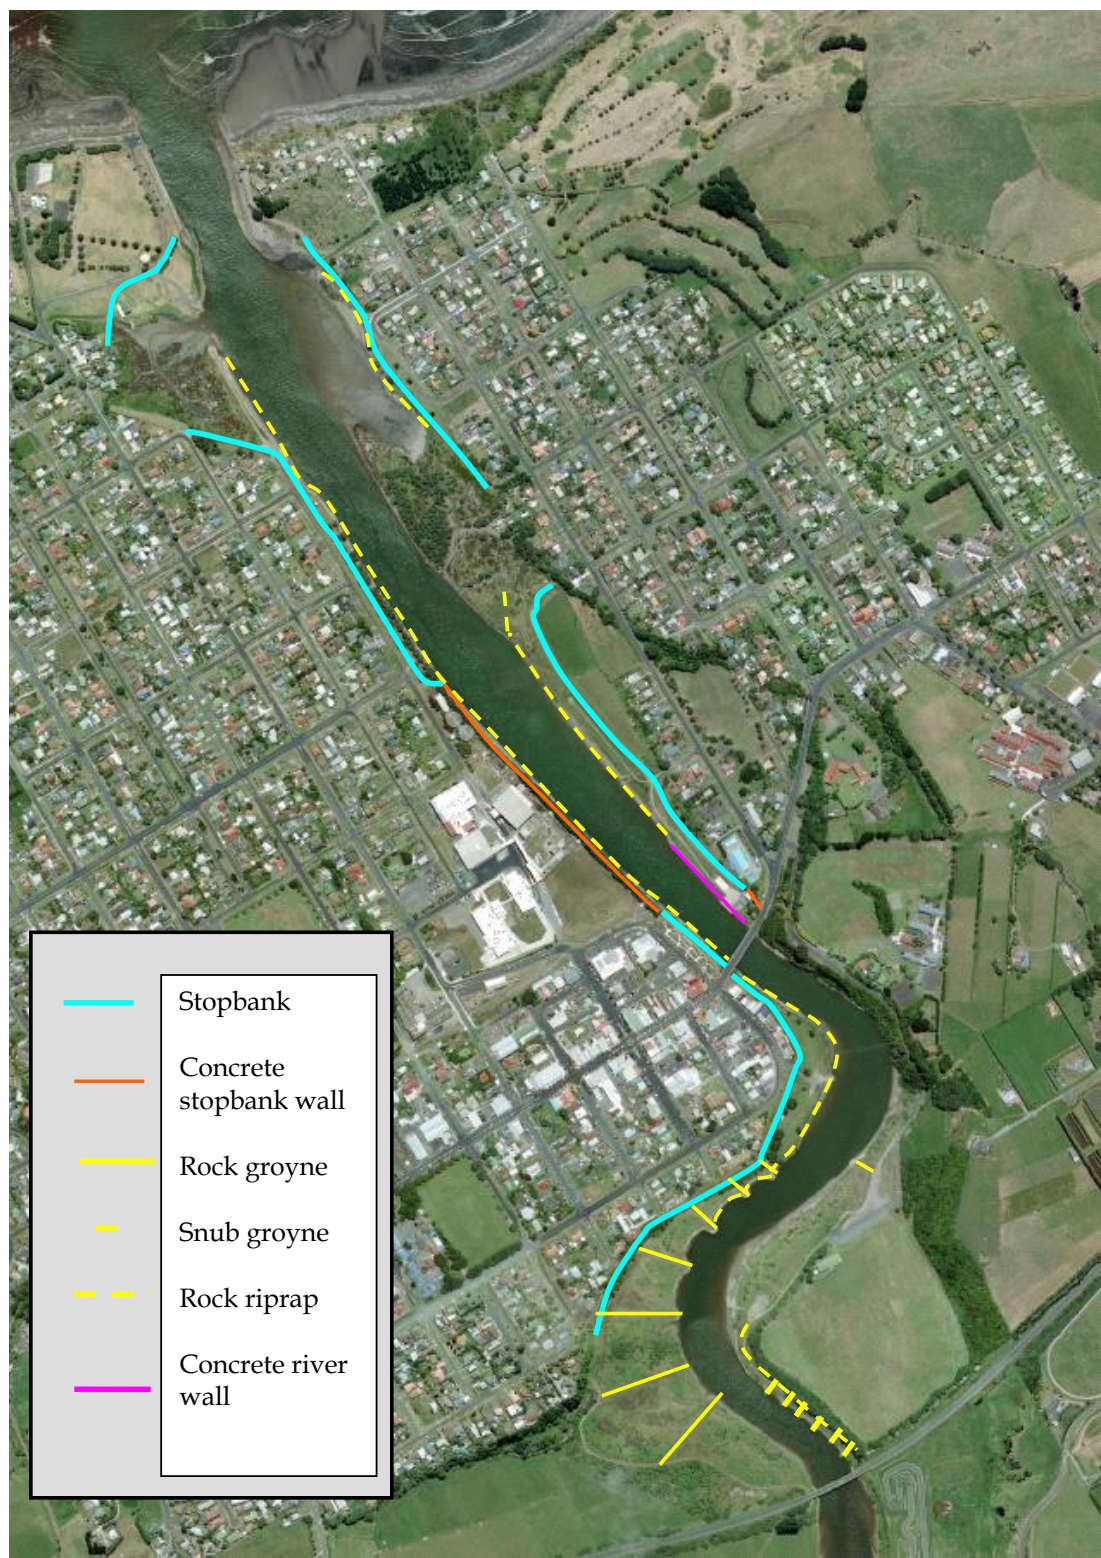 Stopbank
Concrete
stopbank wall
Rock groyne
Snub groyne
Rock riprap
Concrete river
wall